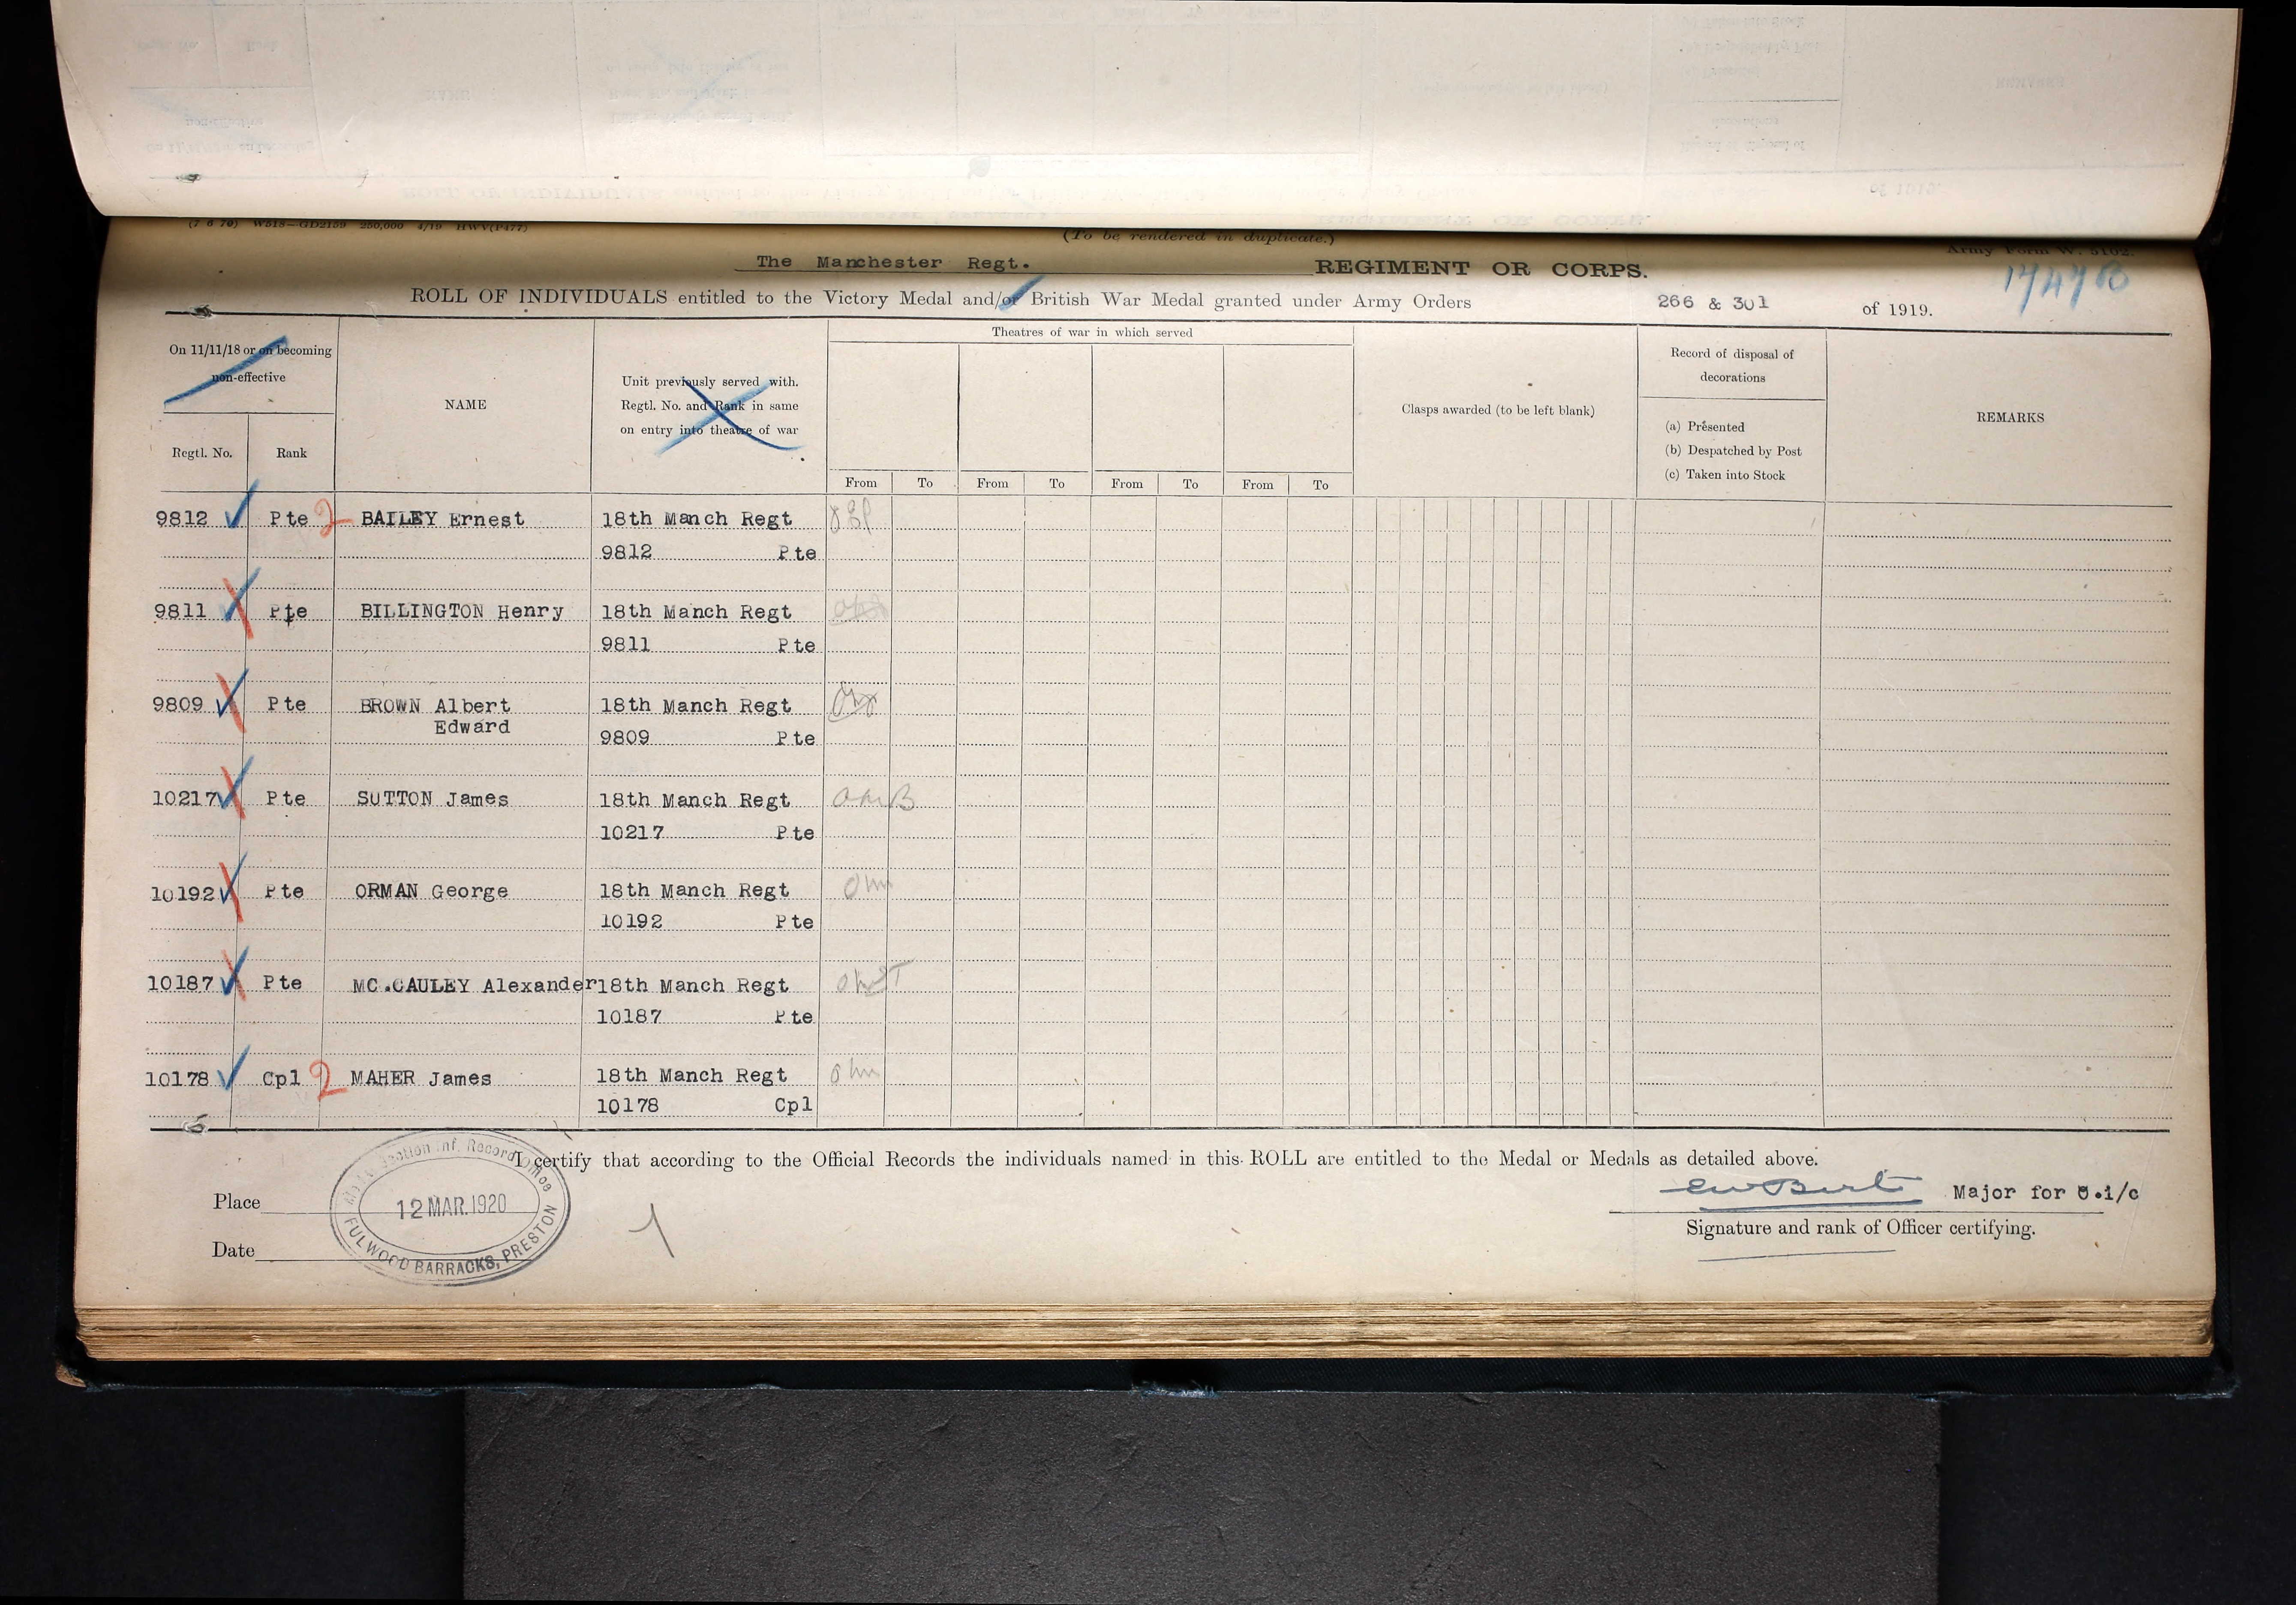 (To be rendered in duplicate.)
Army Form W. 5102.
The Manchester Regt. REGIMENT OR CORPS.
ROLL OF INDIVIDUALS entitled to the Victory Medal and/or British War Medal granted under Army Orders 266 & 301 of 1919.
On 11/11/18 or on becoming
non-effective
Regtl. No.
Rank
NAME
Unit previously served with.
Regtl. No. and Rank in same
on entry into theatre of war
Theatres of war in which served
From To From To From To From To
Clasps awarded (to be left blank)
Record of disposal of
decorations
(a) Presented
(b) Despatched by Post
(c) Taken into Stock
REMARKS
9812 Pte 2 BAILEY Ernest 18th Manch Regt
9812 Pte
9811 Pte BILLINGTON Henry 18th Manch Regt
9811 Pte
9809 Pte BROWN Albert 18th Manch Regt
Edward
9809 Pte
10217 Pte SUTTON James 18th Manch Regt
10217 Pte
10192 Pte ORMAN George 18th Manch Regt
10192 Pte
10187 Pte MC.CAULEY Alexander 18th Manch Regt
10187 Pte
10178 Cpl 2 MAHER James 18th Manch Regt
10178 Cpl
I certify that according to the Official Records the individuals named in this ROLL are entitled to the Medal or Medals as detailed above.
Place
Date
Section Inf. Record Office
12 MAR. 1920
FULWOOD BARRACKS, PRESTON
Major for O.i/c
Signature and rank of Officer certifying.